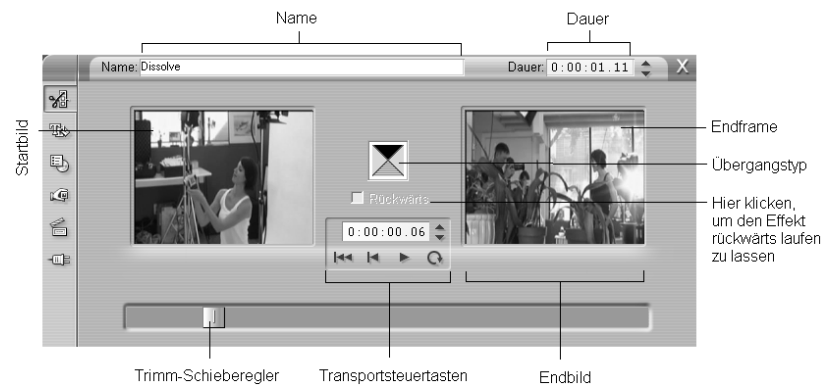 Name
Dauer
Name: Dissolve
Dauer: 0:00:01.11
X
Startbild
Endframe
Übergangstyp
Rückwärts
Hier klicken,
um den Effekt
rückwärts laufen
zu lassen
0:00:00.06
Trimm-Schieberegler
Transportsteuertasten
Endbild